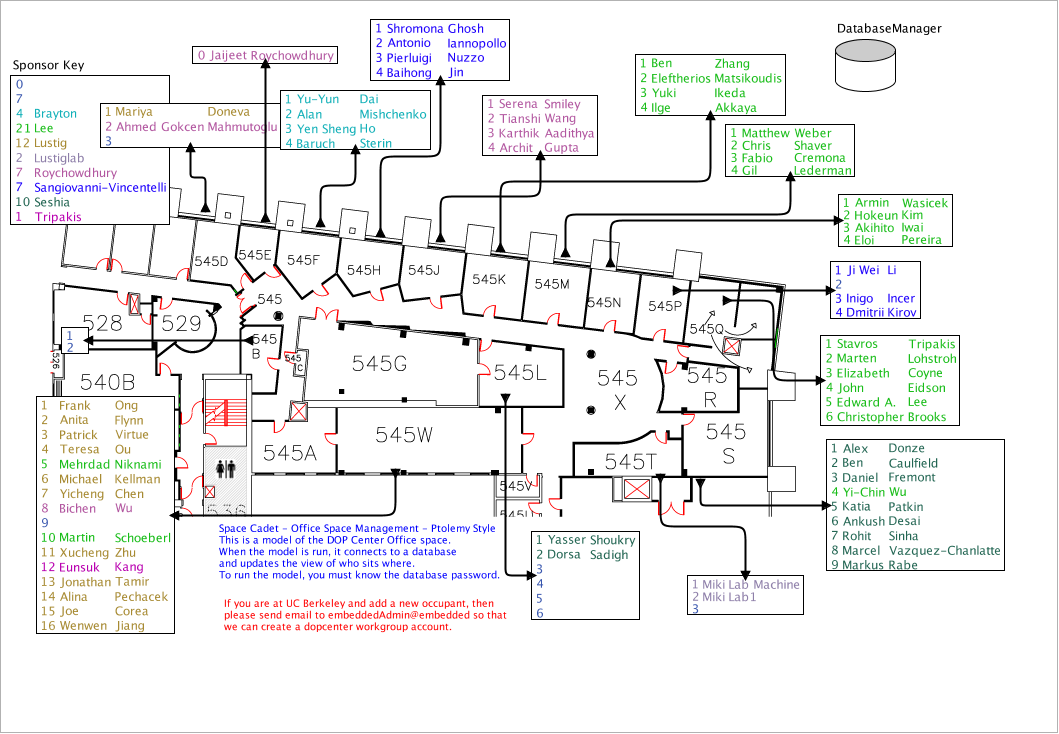 DatabaseManager
Sponsor Key
0
7
4 Brayton
21 Lee
12 Lustig
2 Lustiglab
7 Roychowdhury
7 Sangiovanni-Vincentelli
10 Seshia
1 Tripakis
0 Jaijeet Roychowdhury
1 Shromona Ghosh
2 Antonio Iannopollo
3 Pierluigi Nuzzo
4 Baihong Jin
1 Mariya Doneva
2 Ahmed Gokcen Mahmutoglu
3
1 Yu-Yun Dai
2 Alan Mishchenko
3 Yen Sheng Ho
4 Baruch Sterin
1 Serena Smiley
2 Tianshi Wang
3 Karthik Aadithya
4 Archit Gupta
1 Ben Zhang
2 Eleftherios Matsikoudis
3 Yuki Ikeda
4 Ilge Akkaya
1 Matthew Weber
2 Chris Shaver
3 Fabio Cremona
4 Gil Lederman
1 Armin Wasicek
2 Hokeun Kim
3 Akihito Iwai
4 Eloi Pereira
1 Ji Wei Li
2
3 Inigo Incer
4 Dmitrii Kirov
1 Stavros Tripakis
2 Marten Lohstroh
3 Elizabeth Coyne
4 John Eidson
5 Edward A. Lee
6 Christopher Brooks
1 Alex Donze
2 Ben Caulfield
3 Daniel Fremont
4 Yi-Chin Wu
5 Katia Patkin
6 Ankush Desai
7 Rohit Sinha
8 Marcel Vazquez-Chanlatte
9 Markus Rabe
545D
545E
545F
545H
545J
545K
545M
545N
545P
545Q
545
528
529
545
B
545
C
1
2
526
540B
545G
545L
545
X
545
R
545
S
545A
545W
545T
545V
1 Frank Ong
2 Anita Flynn
3 Patrick Virtue
4 Teresa Ou
5 Mehrdad Niknami
6 Michael Kellman
7 Yicheng Chen
8 Bichen Wu
9
10 Martin Schoeberl
11 Xucheng Zhu
12 Eunsuk Kang
13 Jonathan Tamir
14 Alina Pechacek
15 Joe Corea
16 Wenwen Jiang
Space Cadet - Office Space Management - Ptolemy Style
This is a model of the DOP Center Office space.
When the model is run, it connects to a database
and updates the view of who sits where.
To run the model, you must know the database password.
If you are at UC Berkeley and add a new occupant, then
please send email to embeddedAdmin@embedded so that
we can create a dopcenter workgroup account.
1 Yasser Shoukry
2 Dorsa Sadigh
3
4
5
6
1 Miki Lab Machine
2 Miki Lab1
3